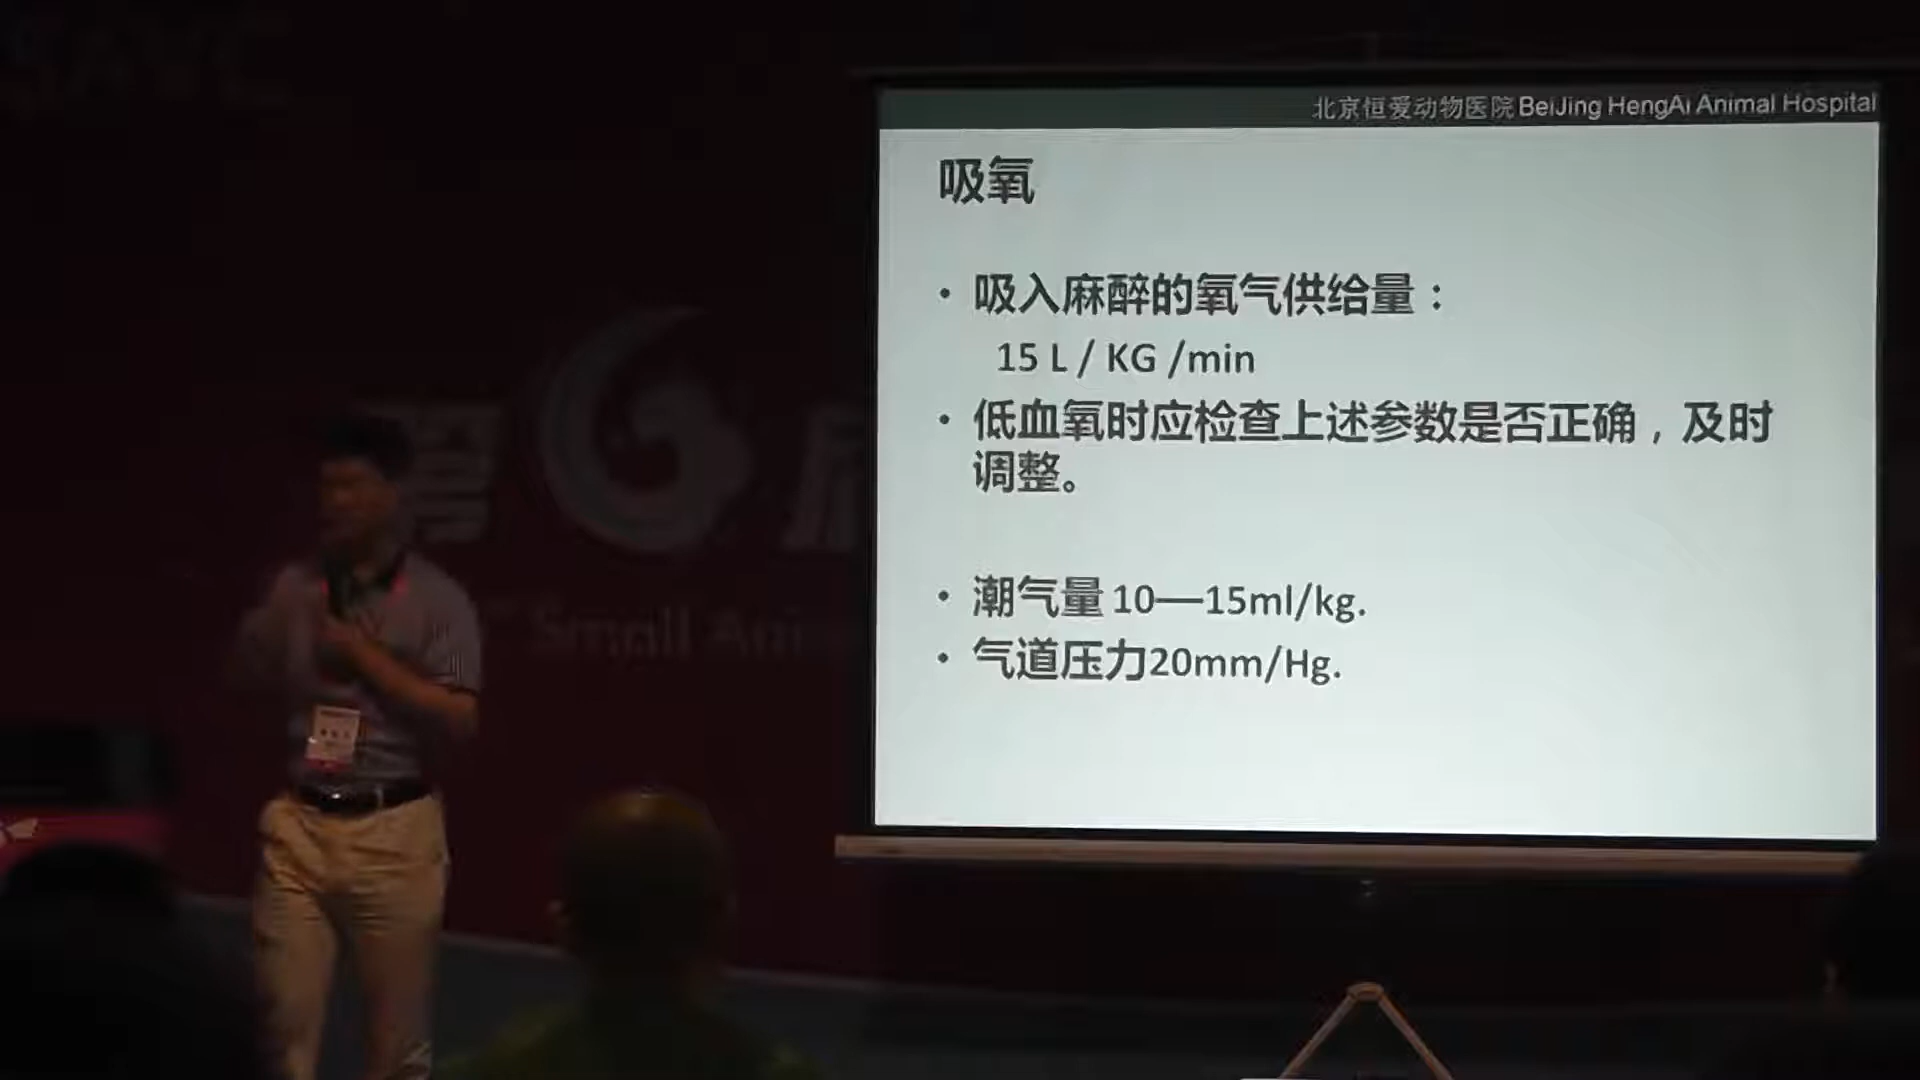 北京恒爱动物医院 BeiJing HengAi Animal Hospital
吸氧
• 吸入麻醉的氧气供给量：
15 L / KG /min
• 低血氧时应检查上述参数是否正确，及时
调整。
• 潮气量 10—15ml/kg.
• 气道压力20mm/Hg.
Small Ani